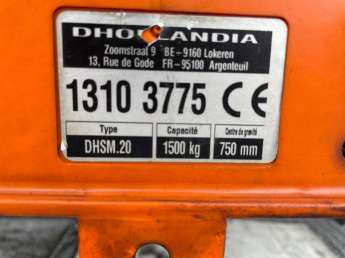 DHOLLANDIA
Zoomstraat 9 BE-9160 Lokeren
13, Rue de Gode FR-95100 Argenteuil
1310 3775 CE
Type Capacité Centre de gravité
DHSM.20 1500 kg 750 mm